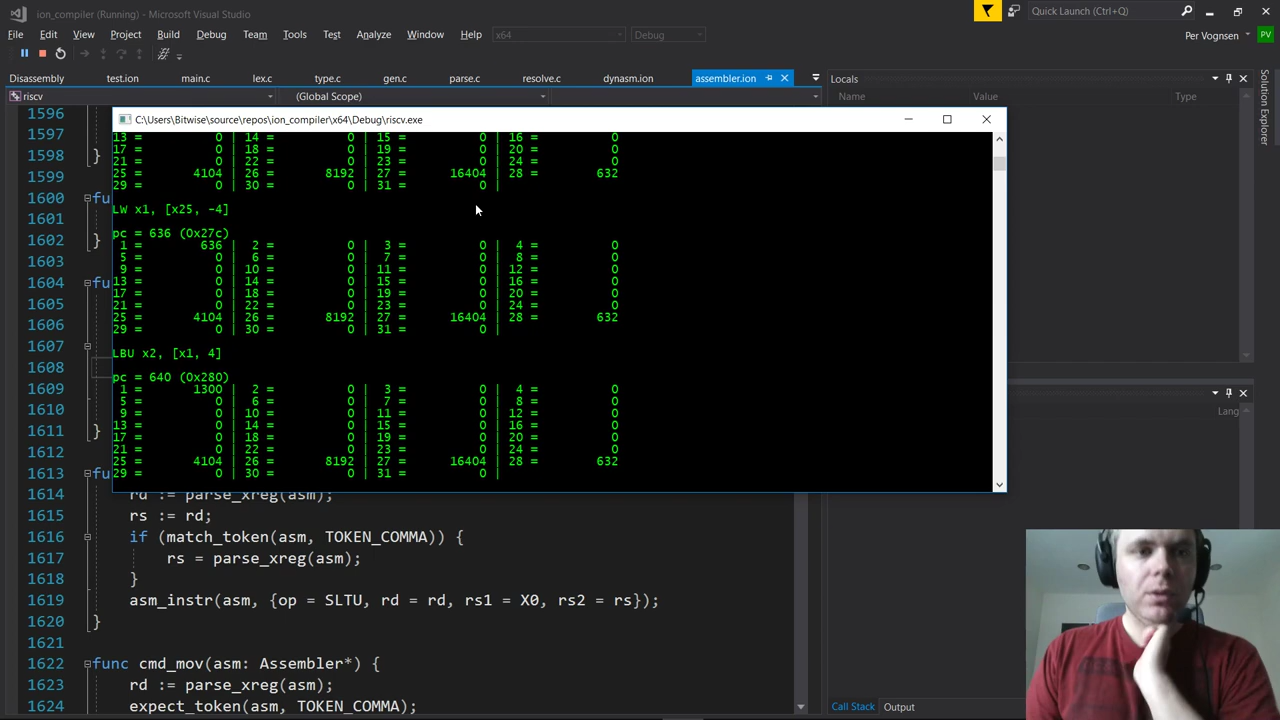 ion_compiler (Running) - Microsoft Visual Studio
Quick Launch (Ctrl+Q)
File Edit View Project Build Debug Team Tools Test Analyze Window Help x64 Debug Per Vognsen PV
Disassembly test.ion main.c lex.c type.c gen.c parse.c resolve.c dynasm.ion assembler.ion Locals
riscv (Global Scope) Name Value Type
Solution Explorer
Team Explorer
C:\Users\Bitwise\source\repos\ion_compiler\x64\Debug\riscv.exe
13 = 0 | 14 = 0 | 15 = 0 | 16 = 0
17 = 0 | 18 = 0 | 19 = 0 | 20 = 0
21 = 0 | 22 = 0 | 23 = 0 | 24 = 0
25 = 4104 | 26 = 8192 | 27 = 16404 | 28 = 632
29 = 0 | 30 = 0 | 31 = 0 |
LW x1, [x25, -4]
pc = 636 (0x27c)
1 = 636 | 2 = 0 | 3 = 0 | 4 = 0
5 = 0 | 6 = 0 | 7 = 0 | 8 = 0
9 = 0 | 10 = 0 | 11 = 0 | 12 = 0
13 = 0 | 14 = 0 | 15 = 0 | 16 = 0
17 = 0 | 18 = 0 | 19 = 0 | 20 = 0
21 = 0 | 22 = 0 | 23 = 0 | 24 = 0
25 = 4104 | 26 = 8192 | 27 = 16404 | 28 = 632
29 = 0 | 30 = 0 | 31 = 0 |
LBU x2, [x1, 4]
pc = 640 (0x280)
1 = 1300 | 2 = 0 | 3 = 0 | 4 = 0
5 = 0 | 6 = 0 | 7 = 0 | 8 = 0
9 = 0 | 10 = 0 | 11 = 0 | 12 = 0
13 = 0 | 14 = 0 | 15 = 0 | 16 = 0
17 = 0 | 18 = 0 | 19 = 0 | 20 = 0
21 = 0 | 22 = 0 | 23 = 0 | 24 = 0
25 = 4104 | 26 = 8192 | 27 = 16404 | 28 = 632
29 = 0 | 30 = 0 | 31 = 0 |
1596
1597
1598 }
1599
1600 fu
1601
1602 }
1603
1604 fu
1605
1606
1607
1608
1609
1610
1611 }
1612
1613 fu
1614 rd := parse_xreg(asm);
1615 rs := rd;
1616 if (match_token(asm, TOKEN_COMMA)) {
1617 rs = parse_xreg(asm);
1618 }
1619 asm_instr(asm, {op = SLTU, rd = rd, rs1 = X0, rs2 = rs});
1620 }
1621
1622 func cmd_mov(asm: Assembler*) {
1623 rd := parse_xreg(asm);
1624 expect_token(asm, TOKEN_COMMA);
Lang
Call Stack Output